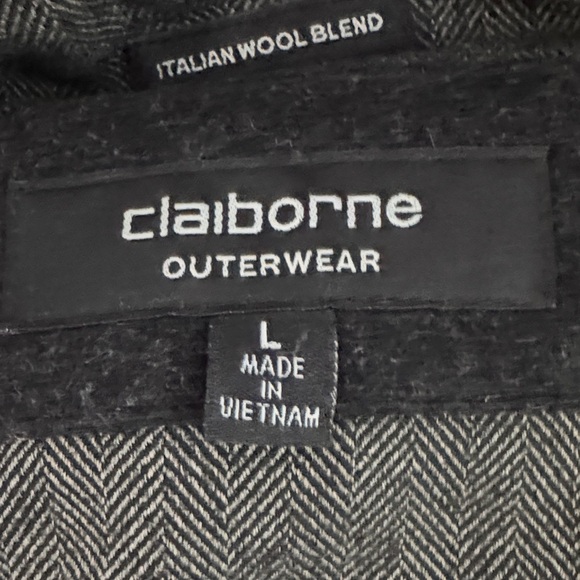 ITALIAN WOOL BLEND
claiborne
OUTERWEAR
L
MADE
IN
VIETNAM